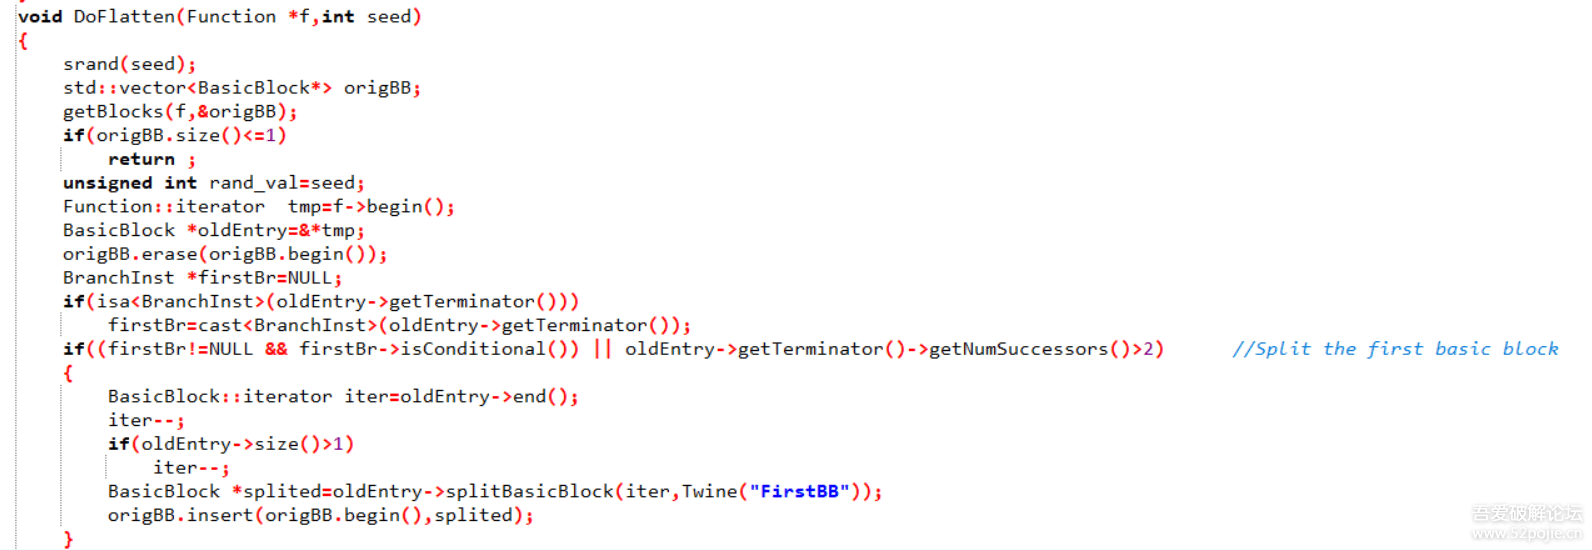 void DoFlatten(Function *f,int seed)
{
    srand(seed);
    std::vector<BasicBlock*> origBB;
    getBlocks(f,&origBB);
    if(origBB.size()<=1)
        return ;
    unsigned int rand_val=seed;
    Function::iterator  tmp=f->begin();
    BasicBlock *oldEntry=&*tmp;
    origBB.erase(origBB.begin());
    BranchInst *firstBr=NULL;
    if(isa<BranchInst>(oldEntry->getTerminator()))
        firstBr=cast<BranchInst>(oldEntry->getTerminator());
    if((firstBr!=NULL && firstBr->isConditional()) || oldEntry->getTerminator()->getNumSuccessors()>2)      //Split the first basic block
    {
        BasicBlock::iterator iter=oldEntry->end();
        iter--;
        if(oldEntry->size()>1)
            iter--;
        BasicBlock *splited=oldEntry->splitBasicBlock(iter,Twine("FirstBB"));
        origBB.insert(origBB.begin(),splited);
    }
吾爱破解论坛
www.52pojie.cn